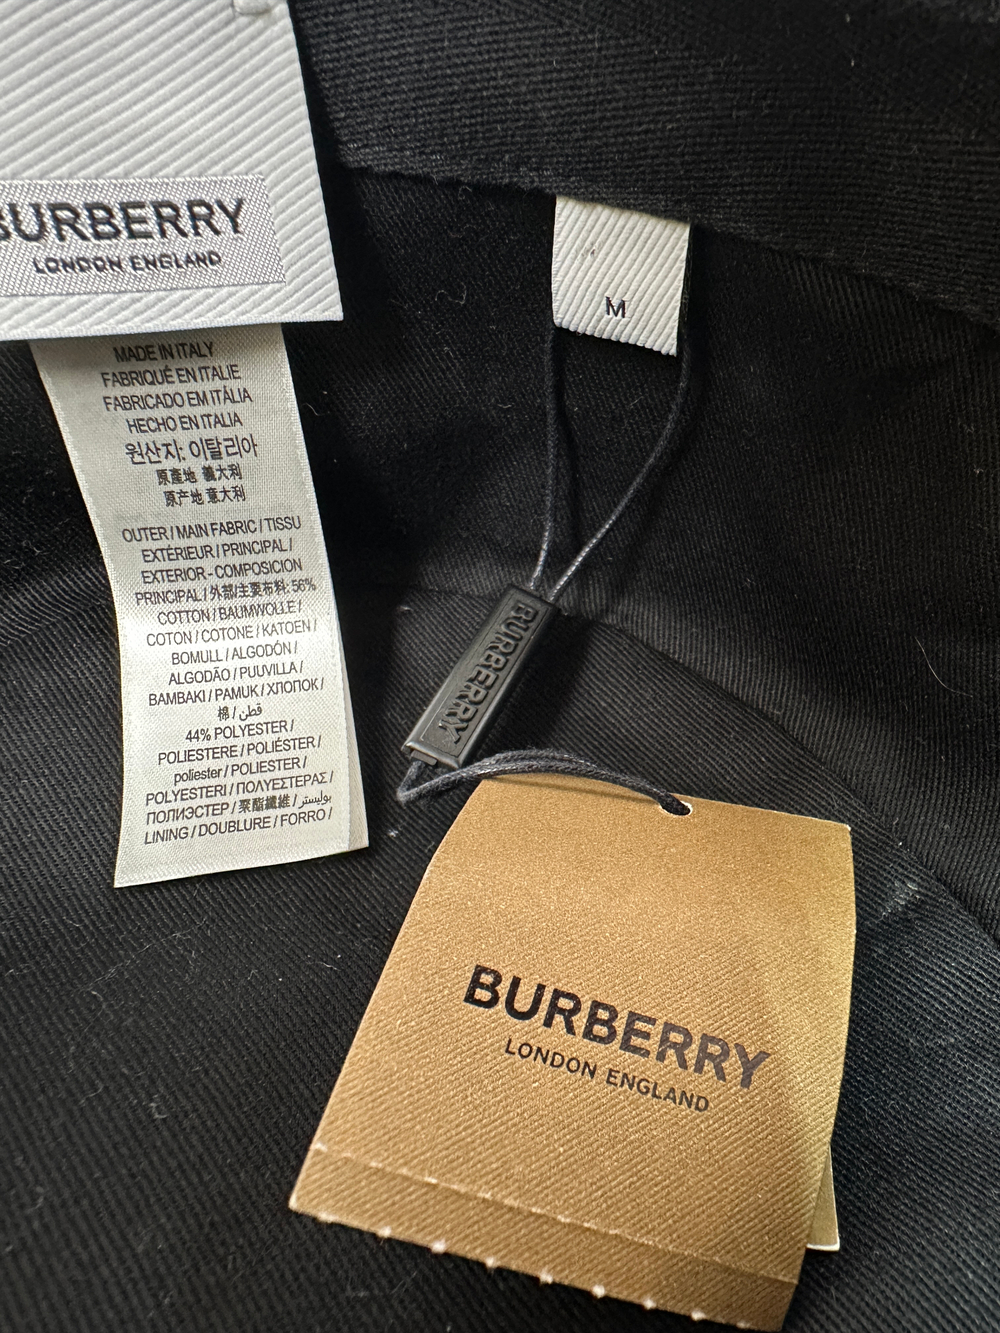 BURBERRY
LONDON ENGLAND
M
MADE IN ITALY
FABRIQUÉ EN ITALIE
FABRICADO EM ITÁLIA
HECHO EN ITALIA
원산지: 이탈리아
原產地 義大利
原产地 意大利
OUTER / MAIN FABRIC / TISSU
EXTÉRIEUR / PRINCIPAL /
EXTERIOR - COMPOSICION
PRINCIPAL / 外部/主要布料: 56%
COTTON / BAUMWOLLE /
COTON / COTONE / KATOEN /
BOMULL / ALGODÓN /
ALGODÃO / PUUVILLA /
BAMBAKI / PAMUK / ХЛОПОК /
棉 / قطن /
44% POLYESTER /
POLIESTERE / POLIÉSTER /
poliester / POLIESTER /
POLYESTERI / ΠΟΛΥΕΣΤΕΡΑΣ /
ПОЛИЭСТЕР / 聚酯纖維 / بوليستر /
LINING / DOUBLURE / FORRO /
BURBERRY
BURBERRY
LONDON ENGLAND